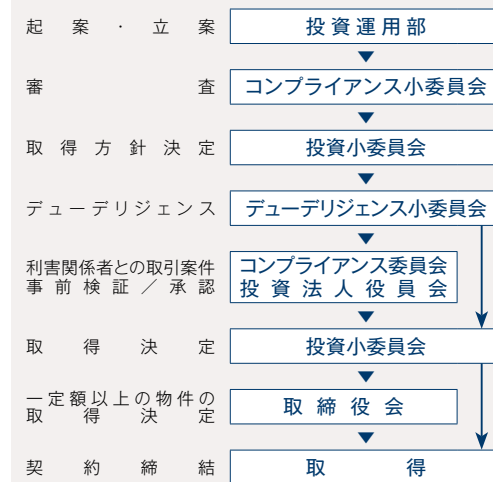 起案・立案 投資運用部
審査 コンプライアンス小委員会
取得方針決定 投資小委員会
デューデリジェンス デューデリジェンス小委員会
利害関係者との取引案件 コンプライアンス委員会
事前検証／承認 投資法人役員会
取得決定 投資小委員会
一定額以上の物件の
取得決定 取締役会
契約締結 取得